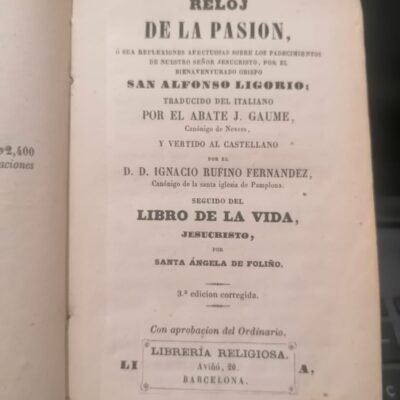 RELOJ
DE LA PASION,
Ó SEA REFLEXIONES AFECTUOSAS SOBRE LOS PADECIMIENTOS
DE NUESTRO SEÑOR JESUCRISTO, POR EL
BIENAVENTURADO OBISPO
SAN ALFONSO LIGORIO;
TRADUCIDO DEL ITALIANO
POR EL ABATE J. GAUME,
Canónigo de Nevers,
Y VERTIDO AL CASTELLANO
POR EL
D. D. IGNACIO RUFINO FERNANDEZ,
Canónigo de la santa iglesia de Pamplona.
SEGUIDO DEL
LIBRO DE LA VIDA,
JESUCRISTO,
POR
SANTA ÁNGELA DE FOLIÑO.
3.ª edicion corregida.
Con aprobacion del Ordinario.
LIBRERÍA RELIGIOSA.
LI Aviñó, 20 A,
BARCELONA.
2,400
aciones